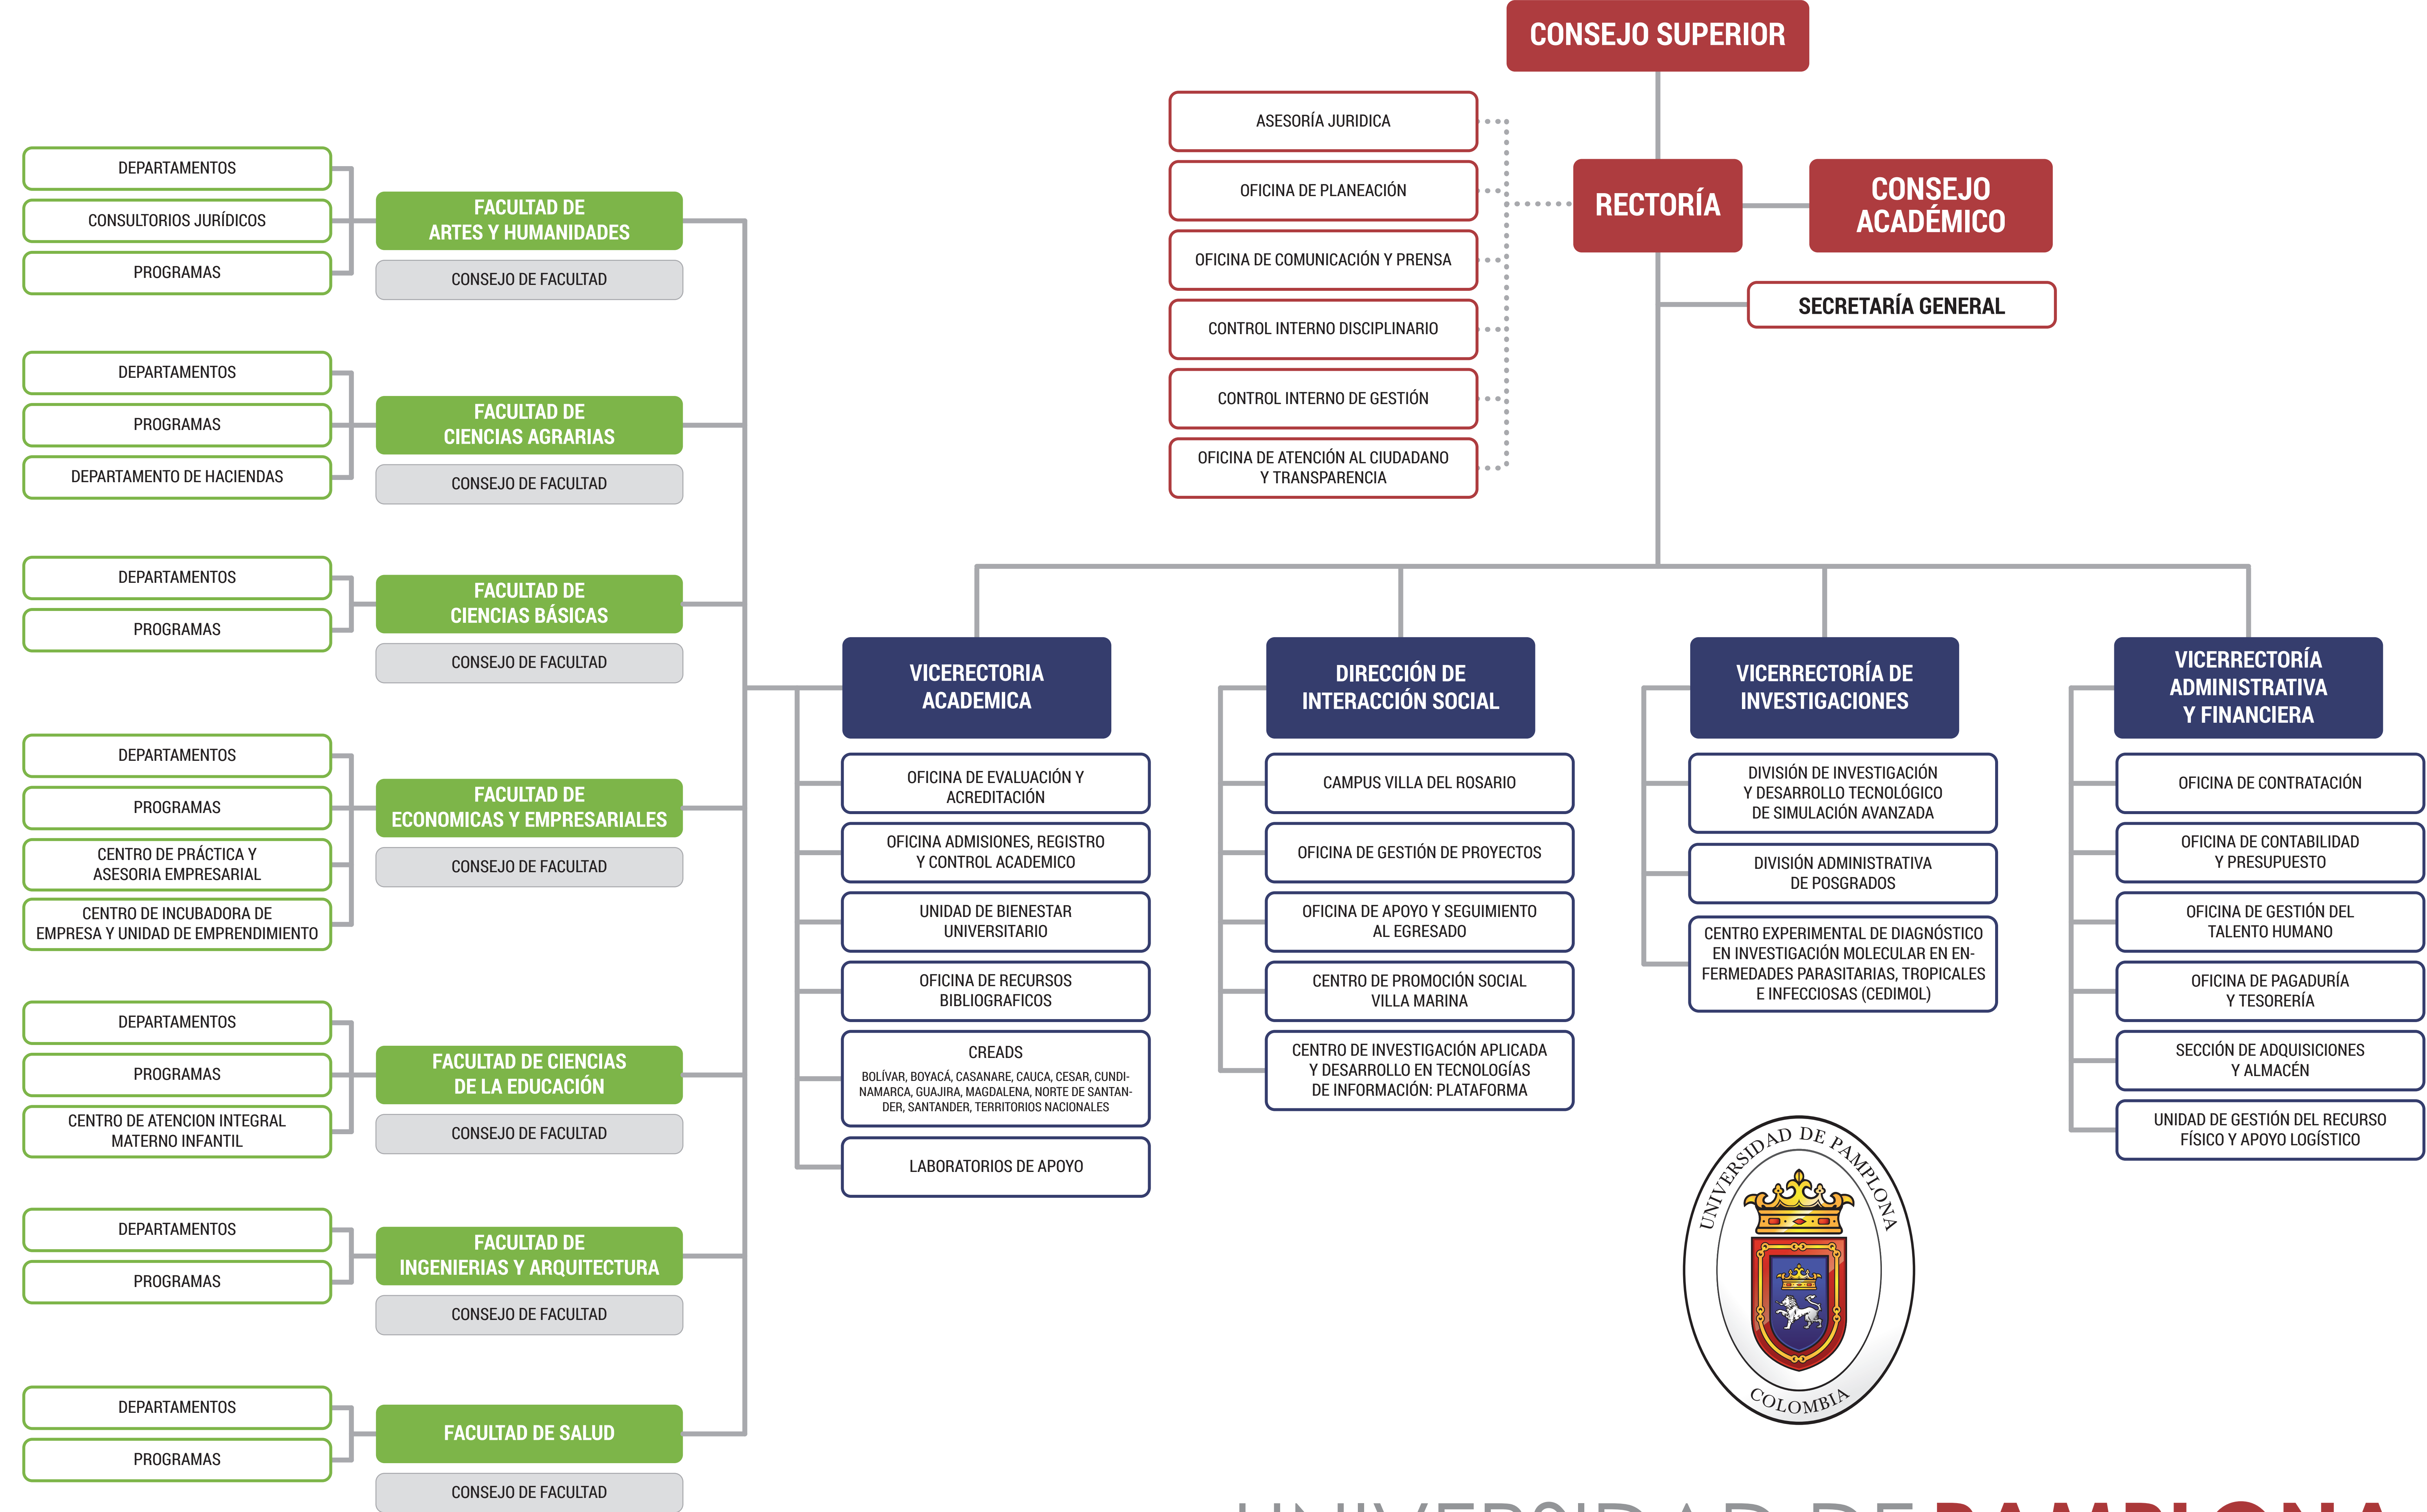 CONSEJO SUPERIOR
ASESORÍA JURIDICA
OFICINA DE PLANEACIÓN
OFICINA DE COMUNICACIÓN Y PRENSA
CONTROL INTERNO DISCIPLINARIO
CONTROL INTERNO DE GESTIÓN
OFICINA DE ATENCIÓN AL CIUDADANO
Y TRANSPARENCIA
RECTORÍA
CONSEJO
ACADÉMICO
SECRETARÍA GENERAL
DEPARTAMENTOS
CONSULTORIOS JURÍDICOS
PROGRAMAS
FACULTAD DE
ARTES Y HUMANIDADES
CONSEJO DE FACULTAD
DEPARTAMENTOS
PROGRAMAS
DEPARTAMENTO DE HACIENDAS
FACULTAD DE
CIENCIAS AGRARIAS
CONSEJO DE FACULTAD
DEPARTAMENTOS
PROGRAMAS
FACULTAD DE
CIENCIAS BÁSICAS
CONSEJO DE FACULTAD
DEPARTAMENTOS
PROGRAMAS
CENTRO DE PRÁCTICA Y
ASESORIA EMPRESARIAL
CENTRO DE INCUBADORA DE
EMPRESA Y UNIDAD DE EMPRENDIMIENTO
FACULTAD DE
ECONOMICAS Y EMPRESARIALES
CONSEJO DE FACULTAD
DEPARTAMENTOS
PROGRAMAS
CENTRO DE ATENCION INTEGRAL
MATERNO INFANTIL
FACULTAD DE CIENCIAS
DE LA EDUCACIÓN
CONSEJO DE FACULTAD
DEPARTAMENTOS
PROGRAMAS
FACULTAD DE
INGENIERIAS Y ARQUITECTURA
CONSEJO DE FACULTAD
DEPARTAMENTOS
PROGRAMAS
FACULTAD DE SALUD
CONSEJO DE FACULTAD
VICERECTORIA
ACADEMICA
OFICINA DE EVALUACIÓN Y
ACREDITACIÓN
OFICINA ADMISIONES, REGISTRO
Y CONTROL ACADEMICO
UNIDAD DE BIENESTAR
UNIVERSITARIO
OFICINA DE RECURSOS
BIBLIOGRAFICOS
CREADS
BOLÍVAR, BOYACÁ, CASANARE, CAUCA, CESAR, CUNDI-
NAMARCA, GUAJIRA, MAGDALENA, NORTE DE SANTAN-
DER, SANTANDER, TERRITORIOS NACIONALES
LABORATORIOS DE APOYO
DIRECCIÓN DE
INTERACCIÓN SOCIAL
CAMPUS VILLA DEL ROSARIO
OFICINA DE GESTIÓN DE PROYECTOS
OFICINA DE APOYO Y SEGUIMIENTO
AL EGRESADO
CENTRO DE PROMOCIÓN SOCIAL
VILLA MARINA
CENTRO DE INVESTIGACIÓN APLICADA
Y DESARROLLO EN TECNOLOGÍAS
DE INFORMACIÓN: PLATAFORMA
VICERRECTORÍA DE
INVESTIGACIONES
DIVISIÓN DE INVESTIGACIÓN
Y DESARROLLO TECNOLÓGICO
DE SIMULACIÓN AVANZADA
DIVISIÓN ADMINISTRATIVA
DE POSGRADOS
CENTRO EXPERIMENTAL DE DIAGNÓSTICO
EN INVESTIGACIÓN MOLECULAR EN EN-
FERMEDADES PARASITARIAS, TROPICALES
E INFECCIOSAS (CEDIMOL)
VICERRECTORÍA
ADMINISTRATIVA
Y FINANCIERA
OFICINA DE CONTRATACIÓN
OFICINA DE CONTABILIDAD
Y PRESUPUESTO
OFICINA DE GESTIÓN DEL
TALENTO HUMANO
OFICINA DE PAGADURÍA
Y TESORERÍA
SECCIÓN DE ADQUISICIONES
Y ALMACÉN
UNIDAD DE GESTIÓN DEL RECURSO
FÍSICO Y APOYO LOGÍSTICO
UNIVERSIDAD DE PAMPLONA
COLOMBIA
UNIVERSIDAD DE PAMPLONA